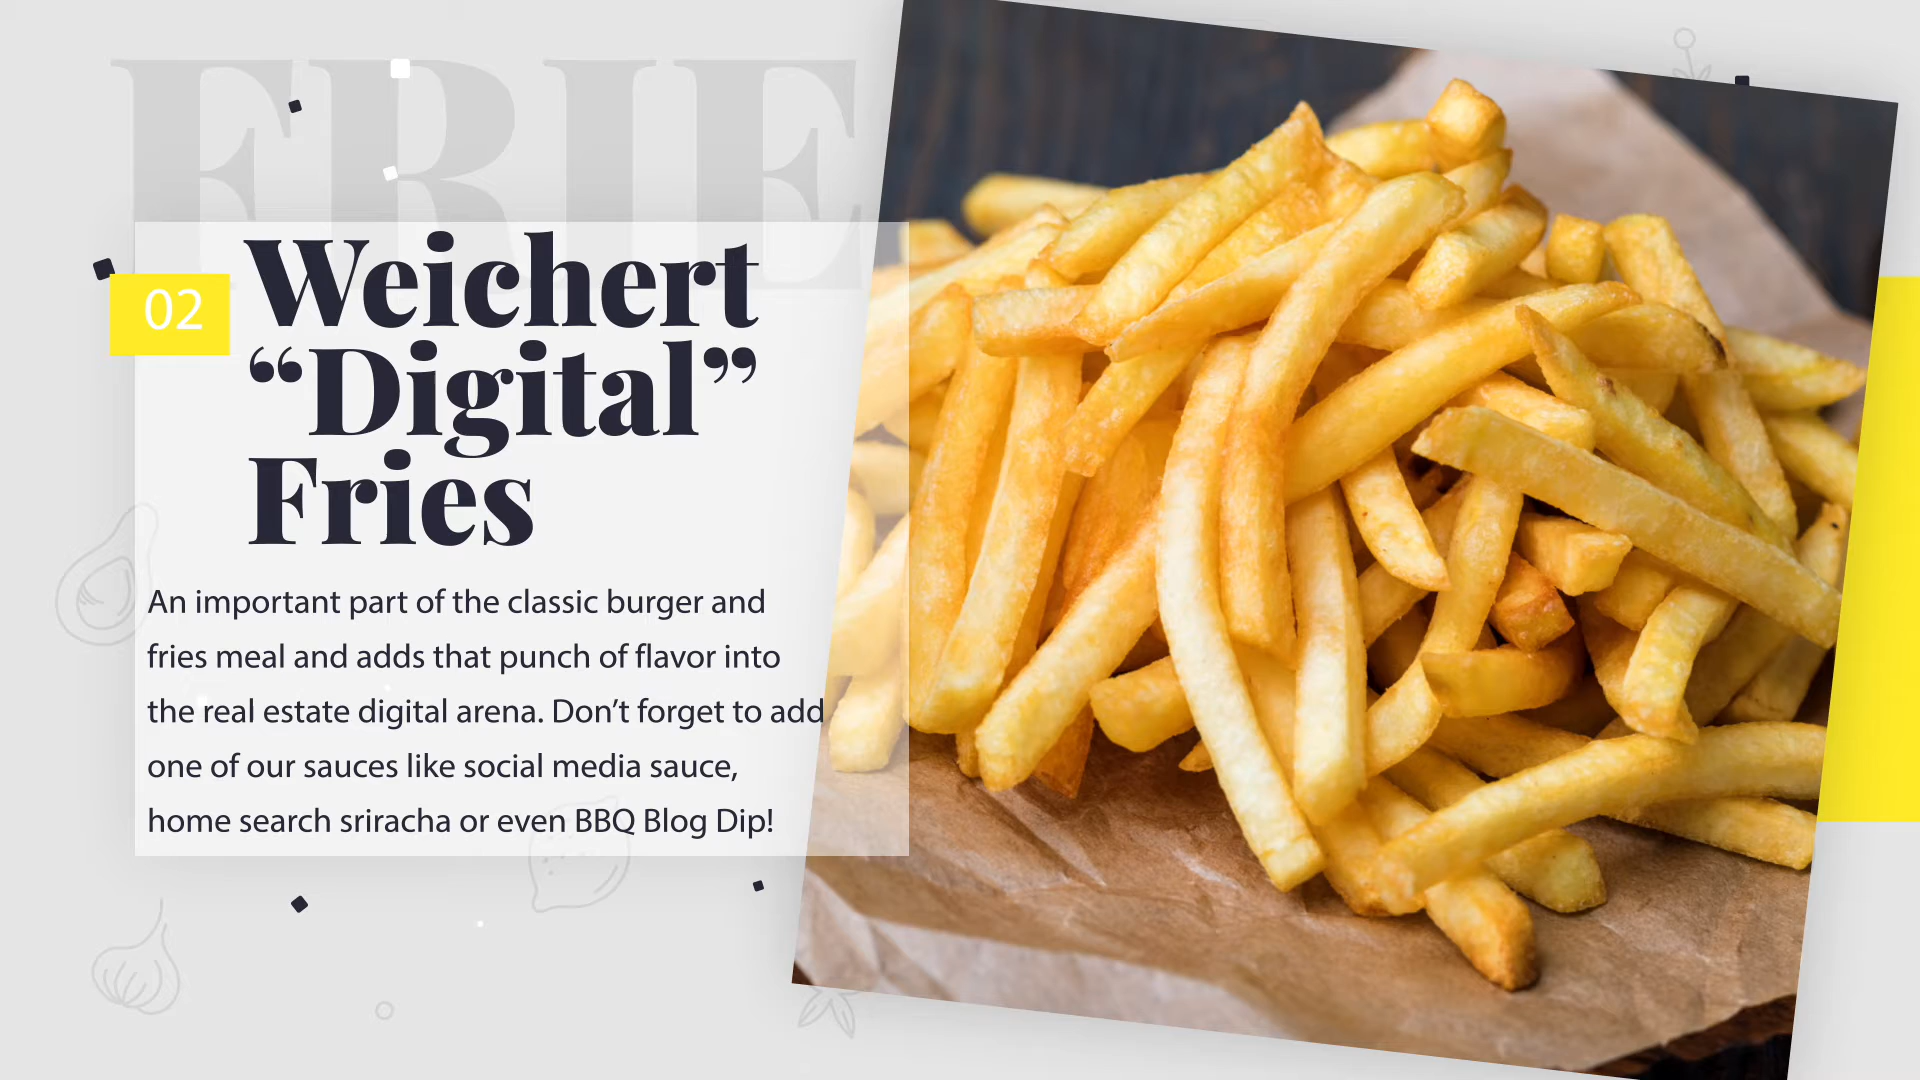 FRIE
02
Weichert
“Digital”
Fries
An important part of the classic burger and
fries meal and adds that punch of flavor into
the real estate digital arena. Don’t forget to add
one of our sauces like social media sauce,
home search sriracha or even BBQ Blog Dip!